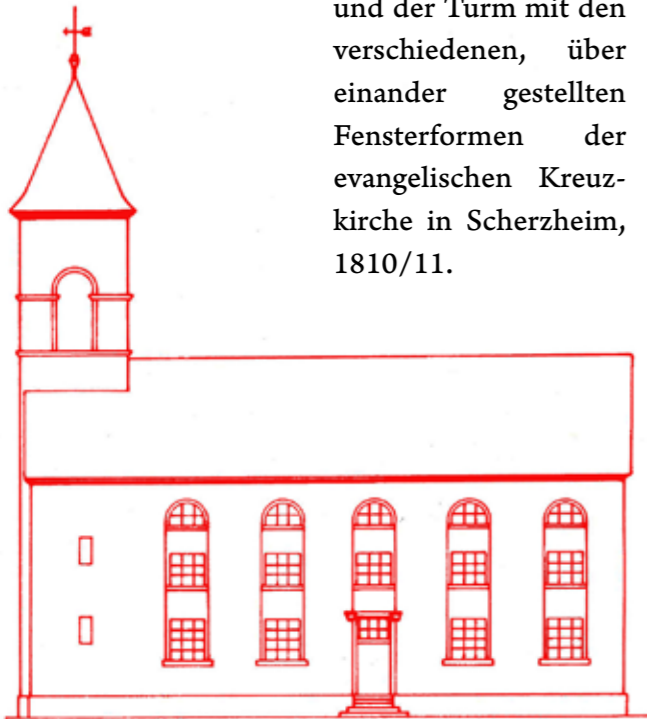 und der Turm mit den
verschiedenen, über
einander gestellten
Fensterformen der
evangelischen Kreuz-
kirche in Scherzheim,
1810/11.